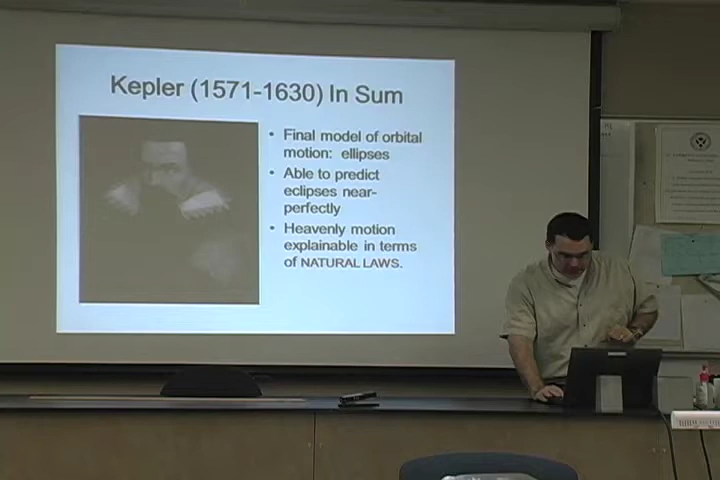 Kepler (1571-1630) In Sum
• Final model of orbital
motion: ellipses
• Able to predict
eclipses near-
perfectly
• Heavenly motion
explainable in terms
of NATURAL LAWS.